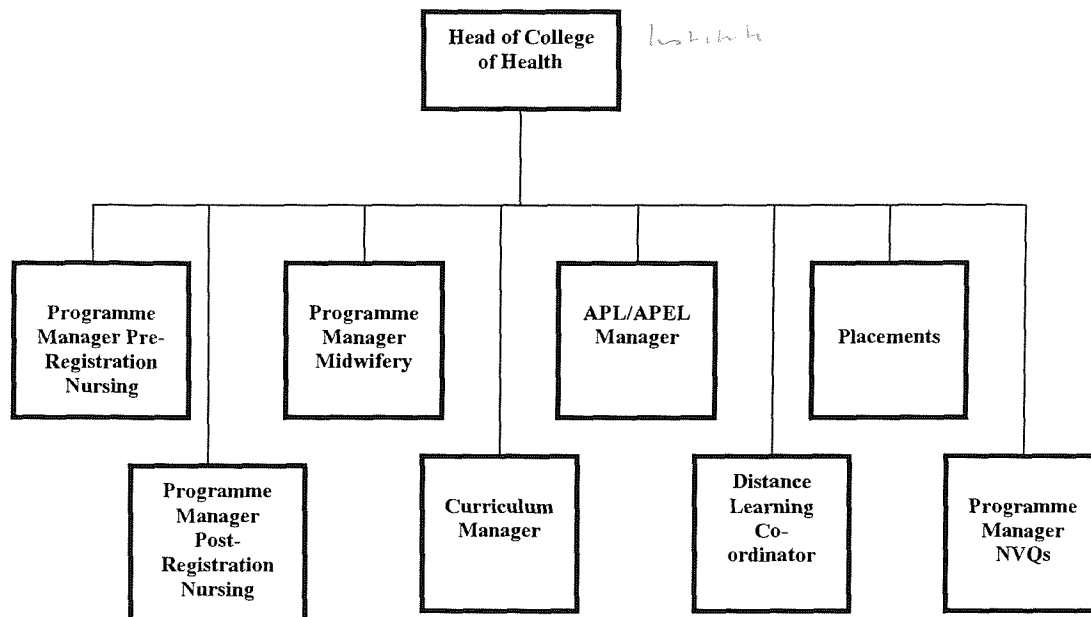 Head of College
of Health
Institute
Programme
Manager Pre-
Registration
Nursing
Programme
Manager
Midwifery
APL/APEL
Manager
Placements
Programme
Manager
Post-
Registration
Nursing
Curriculum
Manager
Distance
Learning
Co-
ordinator
Programme
Manager
NVQs